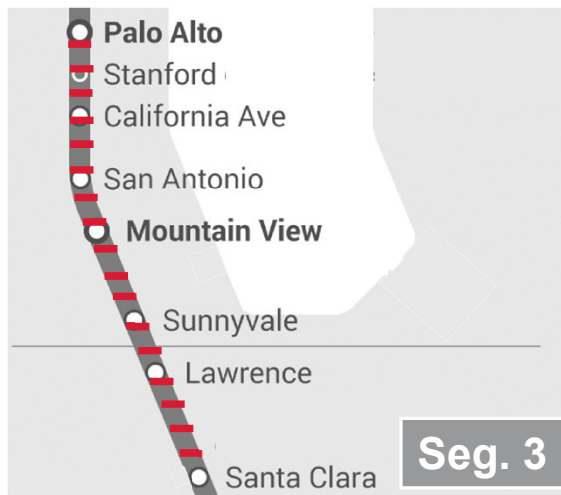 Palo Alto
Stanford
California Ave
San Antonio
Mountain View
Sunnyvale
Lawrence
Santa Clara
Seg. 3